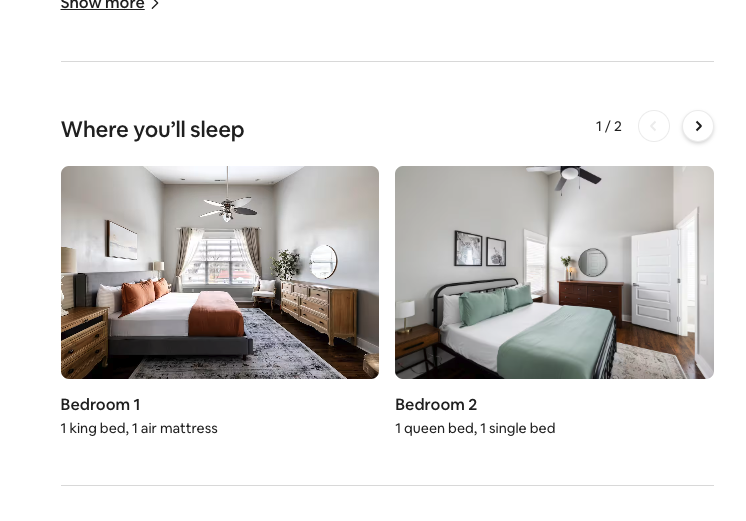 Show more
Where you’ll sleep
1 / 2
Bedroom 1
1 king bed, 1 air mattress
Bedroom 2
1 queen bed, 1 single bed